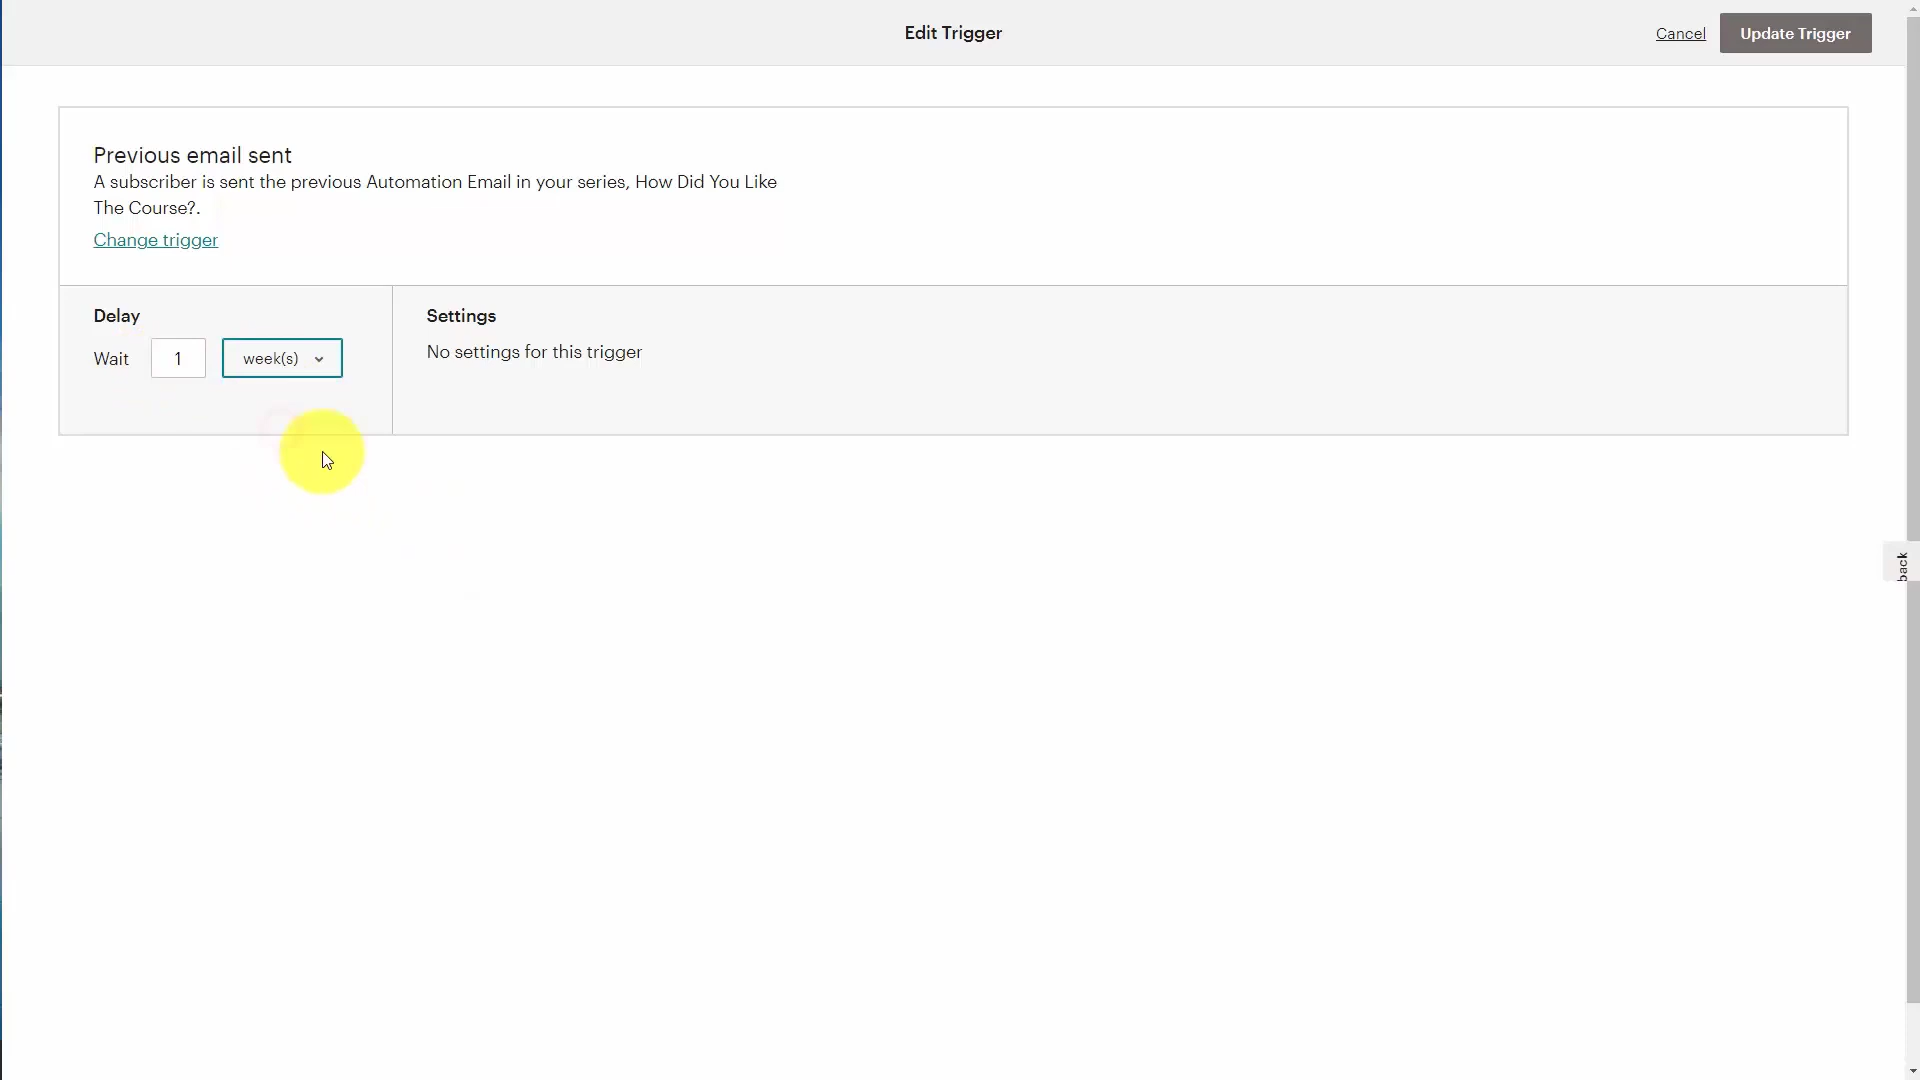 Edit Trigger
Cancel
Update Trigger
Previous email sent
A subscriber is sent the previous Automation Email in your series, How Did You Like
The Course?.
Change trigger
Delay
Settings
Wait 1 week(s)
No settings for this trigger
back